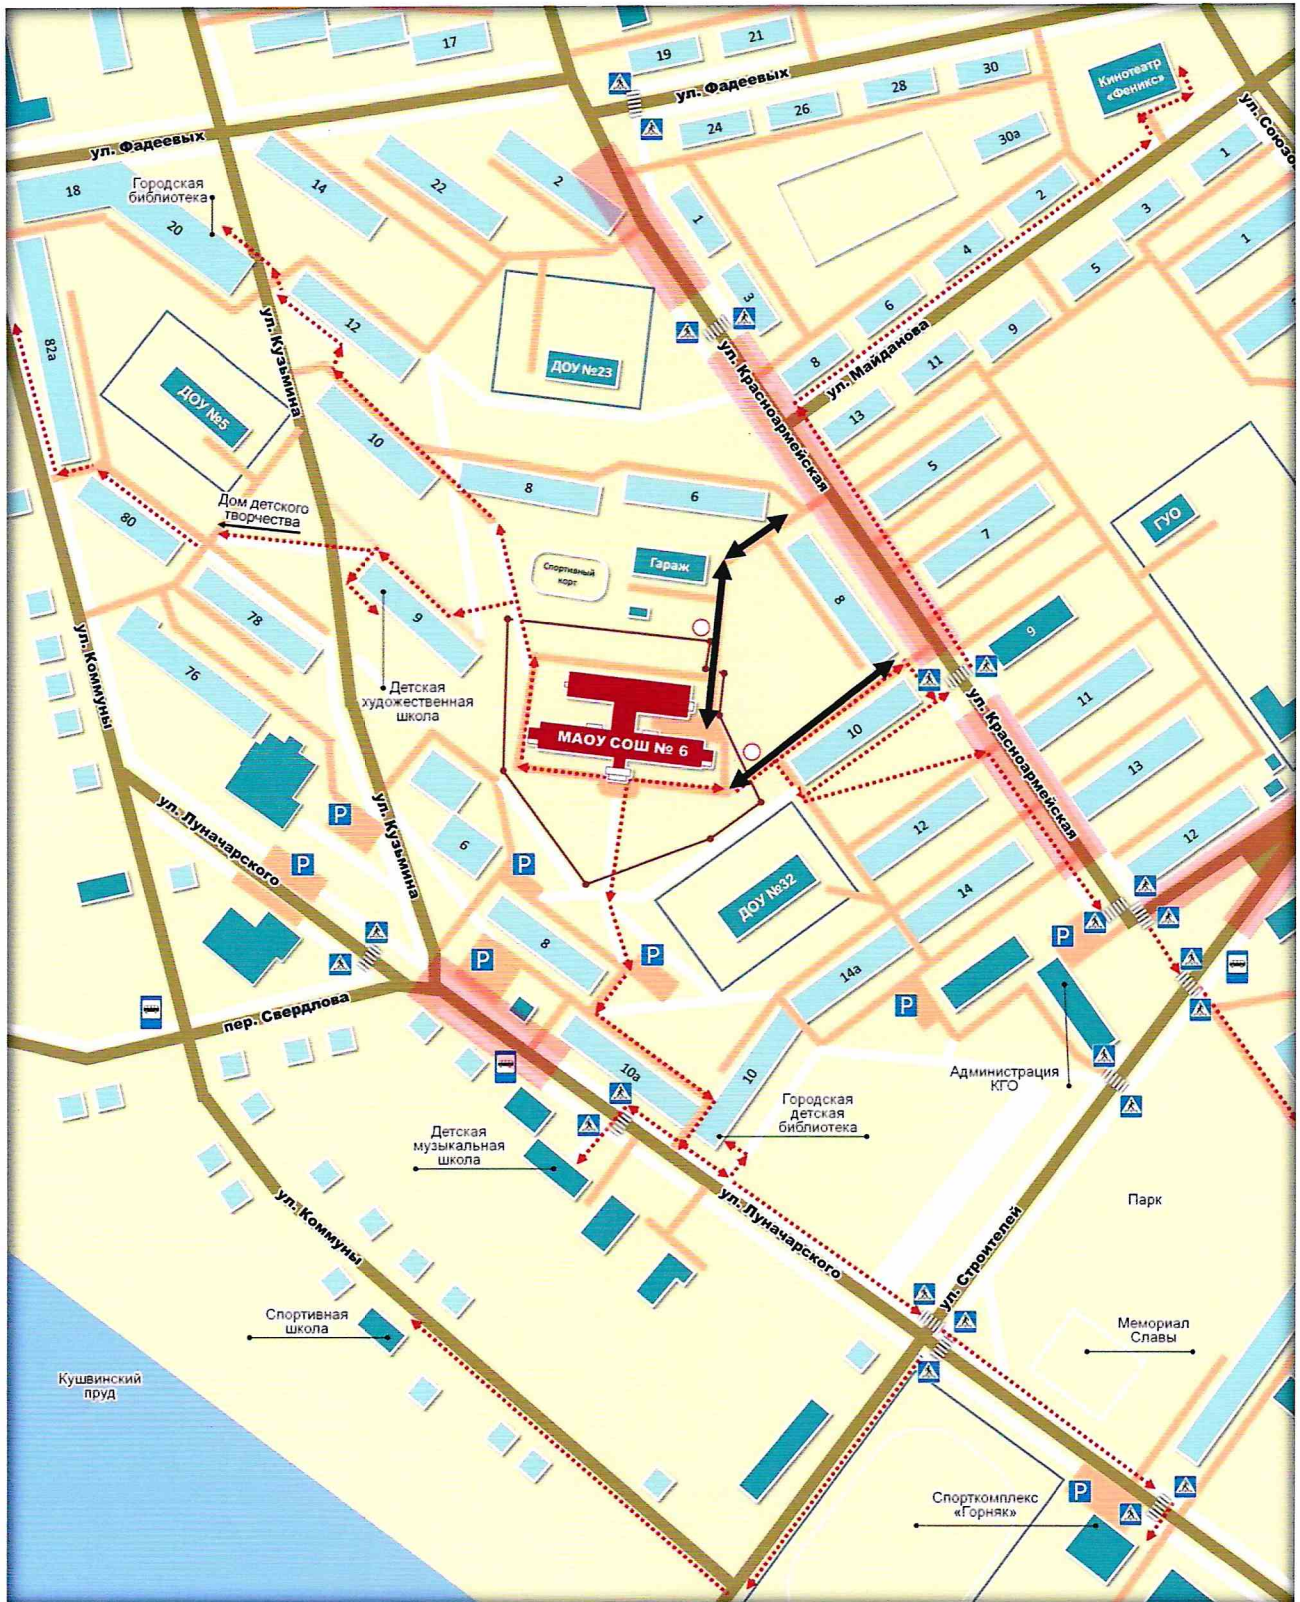 17
19
21
ул. Фадеевых
24
26
28
30
30а
Кинотеатр
«Феникс»
ул. Союзо
ул. Фадеевых
18
20
Городская
библиотека
14
22
2
1
3
2
4
6
8
1
3
5
9
11
13
1
82а
ДОУ №5
ул. Кузьмина
12
ДОУ №23
ул. Красноармейская
ул. Майданова
10
8
6
5
7
ГУО
80
Дом детского
творчества
Спортивный
корт
Гараж
8
9
78
76
9
Детская
художественная
школа
МАОУ СОШ № 6
10
11
13
12
ул. Красноармейская
ул. Коммуны
ул. Луначарского
P
P
ул. Кузьмина
6
P
ДОУ №32
12
14
14а
8
P
P
P
P
пер. Свердлова
10а
10
Администрация
КГО
Городская
детская
библиотека
Детская
музыкальная
школа
Парк
ул. Коммуны
ул. Луначарского
ул. Строителей
Спортивная
школа
Мемориал
Славы
Кушвинский
пруд
Спорткомплекс
«Горняк»
P